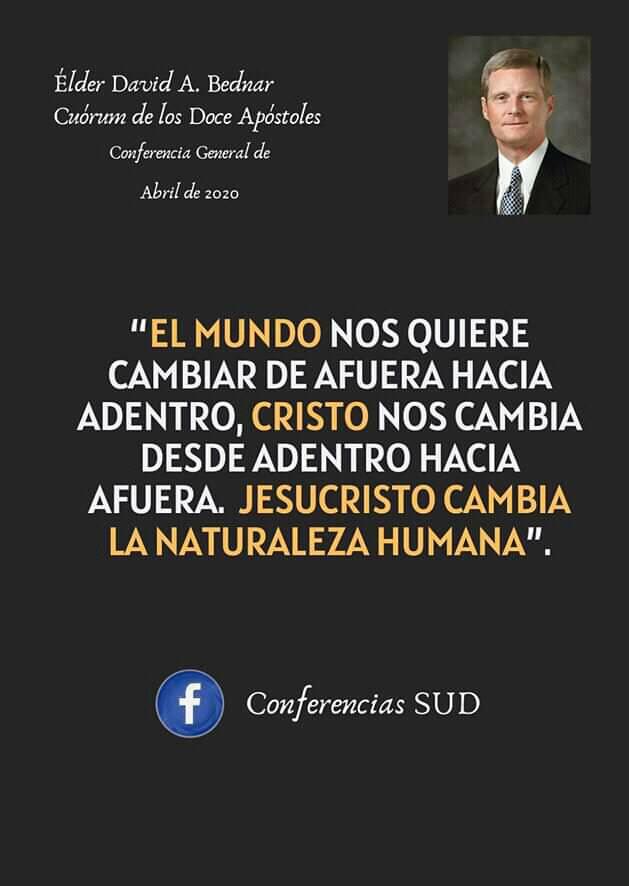 Élder David A. Bednar
Cuórum de los Doce Apóstoles
Conferencia General de
Abril de 2020
“EL MUNDO NOS QUIERE
CAMBIAR DE AFUERA HACIA
ADENTRO, CRISTO NOS CAMBIA
DESDE ADENTRO HACIA
AFUERA. JESUCRISTO CAMBIA
LA NATURALEZA HUMANA”.
f Conferencias SUD